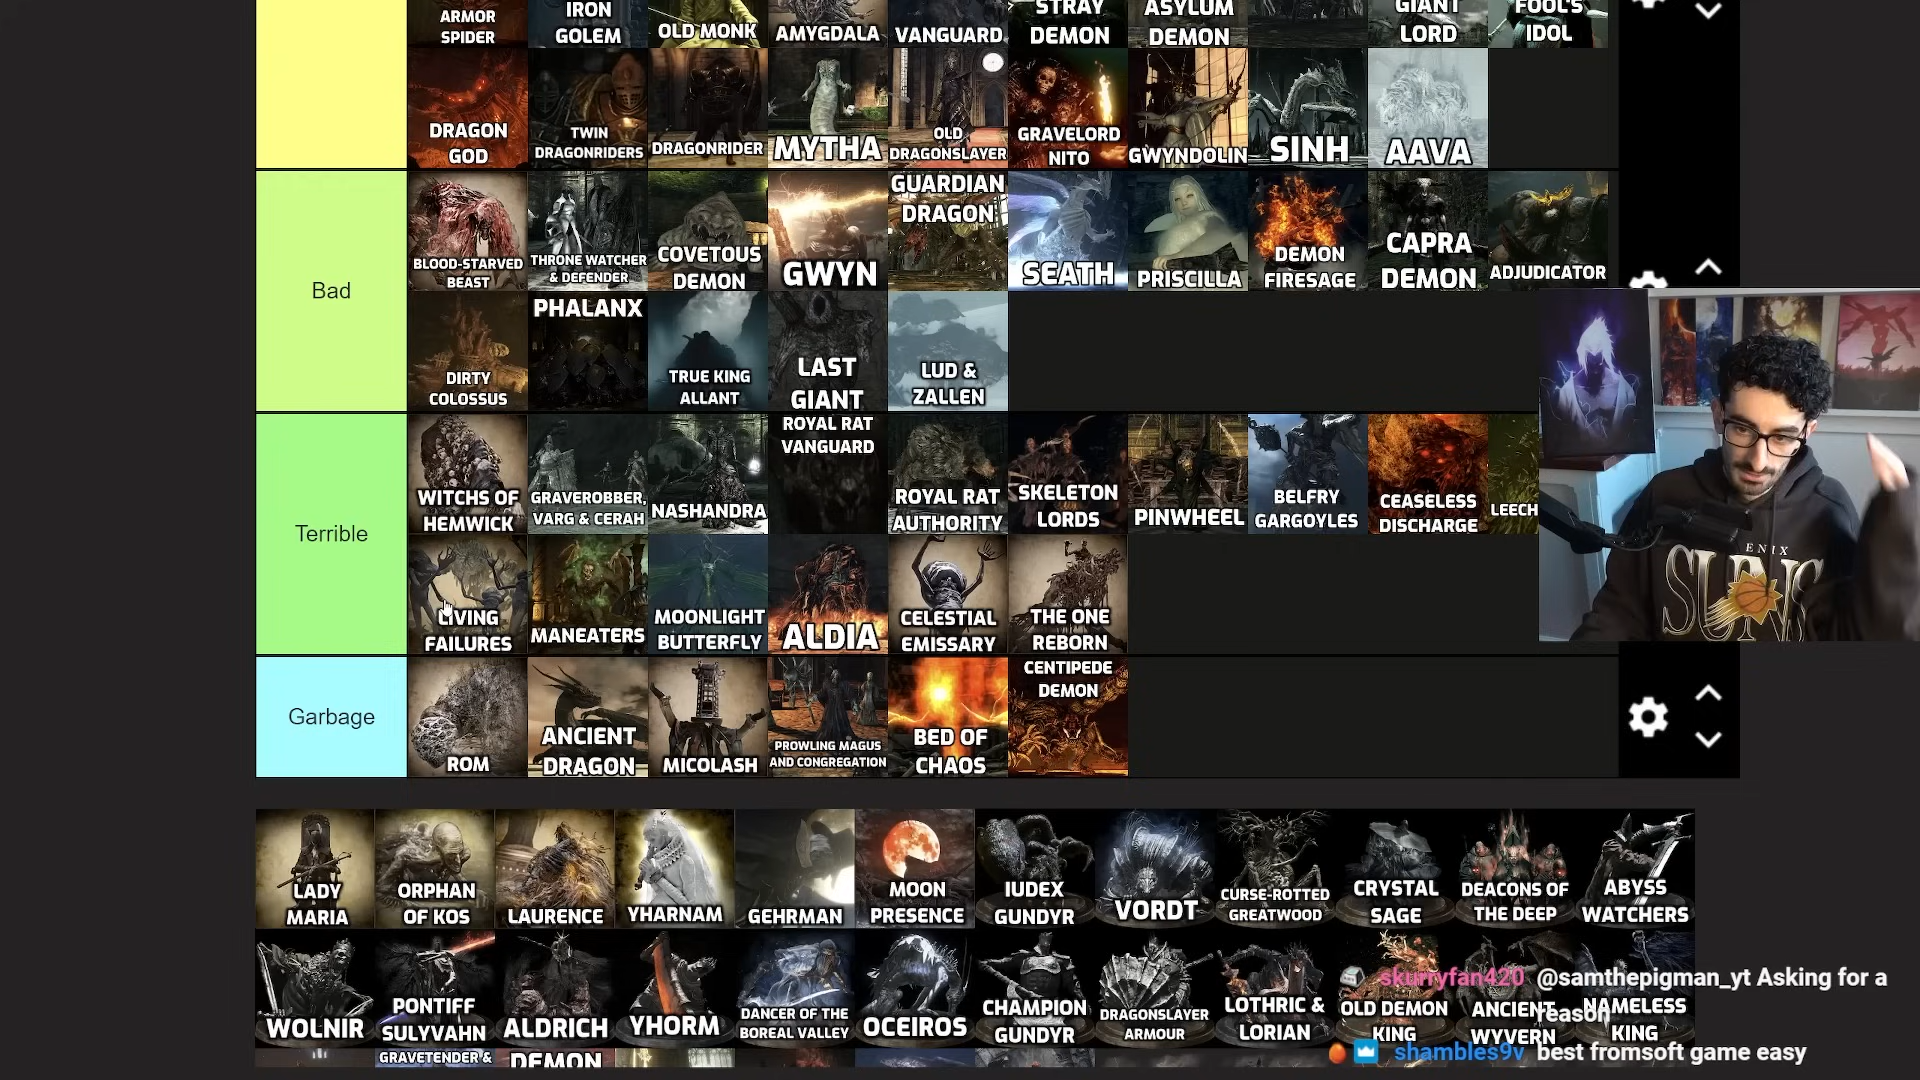 ARMOR
SPIDER
IRON
GOLEM
OLD MONK
AMYGDALA
VANGUARD
STRAY
DEMON
ASYLUM
DEMON
GIANT
LORD
FOOL'S
IDOL
DRAGON
GOD
TWIN
DRAGONRIDERS
DRAGONRIDER
MYTHA
OLD
DRAGONSLAYER
GRAVELORD
NITO
GWYNDOLIN
SINH
AAVA
Bad
BLOOD-STARVED
BEAST
THRONE WATCHER
& DEFENDER
COVETOUS
DEMON
GWYN
GUARDIAN
DRAGON
SEATH
PRISCILLA
DEMON
FIRESAGE
CAPRA
DEMON
ADJUDICATOR
DIRTY
COLOSSUS
PHALANX
TRUE KING
ALLANT
LAST
GIANT
LUD &
ZALLEN
Terrible
WITCHS OF
HEMWICK
GRAVEROBBER,
VARG & CERAH
NASHANDRA
ROYAL RAT
VANGUARD
ROYAL RAT
AUTHORITY
SKELETON
LORDS
PINWHEEL
BELFRY
GARGOYLES
CEASELESS
DISCHARGE
LEECH
LIVING
FAILURES
MANEATERS
MOONLIGHT
BUTTERFLY
ALDIA
CELESTIAL
EMISSARY
THE ONE
REBORN
ENIX
SUNS
Garbage
ROM
ANCIENT
DRAGON
MICOLASH
PROWLING MAGUS
AND CONGREGATION
BED OF
CHAOS
CENTIPEDE
DEMON
LADY
MARIA
ORPHAN
OF KOS
LAURENCE
YHARNAM
GEHRMAN
MOON
PRESENCE
IUDEX
GUNDYR
VORDT
CURSE-ROTTED
GREATWOOD
CRYSTAL
SAGE
DEACONS OF
THE DEEP
ABYSS
WATCHERS
WOLNIR
PONTIFF
SULYVAHN
ALDRICH
YHORM
DANCER OF THE
BOREAL VALLEY
OCEIROS
CHAMPION
GUNDYR
DRAGONSLAYER
ARMOUR
LOTHRIC &
LORIAN
OLD DEMON
KING
ANCIENT
WYVERN
NAMELESS
KING
GRAVETENDER &
DEMON
skurryfan420 @samthepigman_yt Asking for a
reason
shambles9v best fromsoft game easy